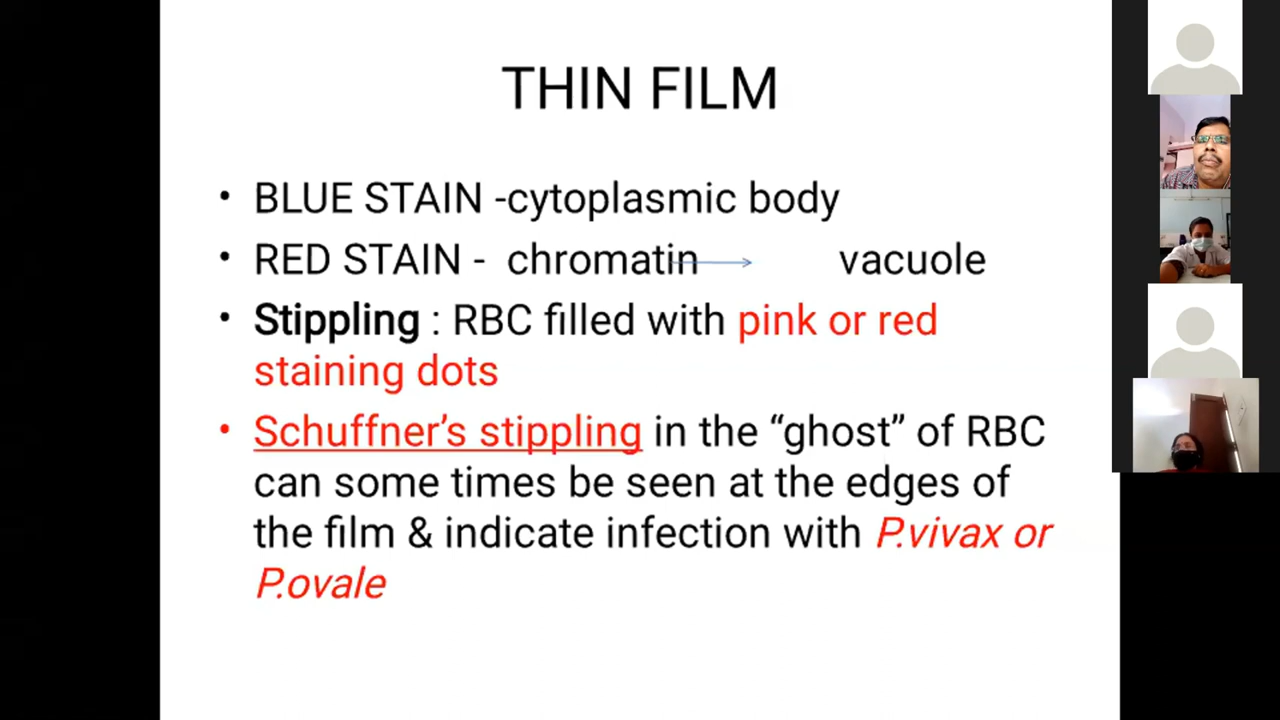 THIN FILM
• BLUE STAIN -cytoplasmic body
• RED STAIN - chromatin → vacuole
• Stippling : RBC filled with pink or red
staining dots
• Schuffner’s stippling in the “ghost” of RBC
can some times be seen at the edges of
the film & indicate infection with P.vivax or
P.ovale